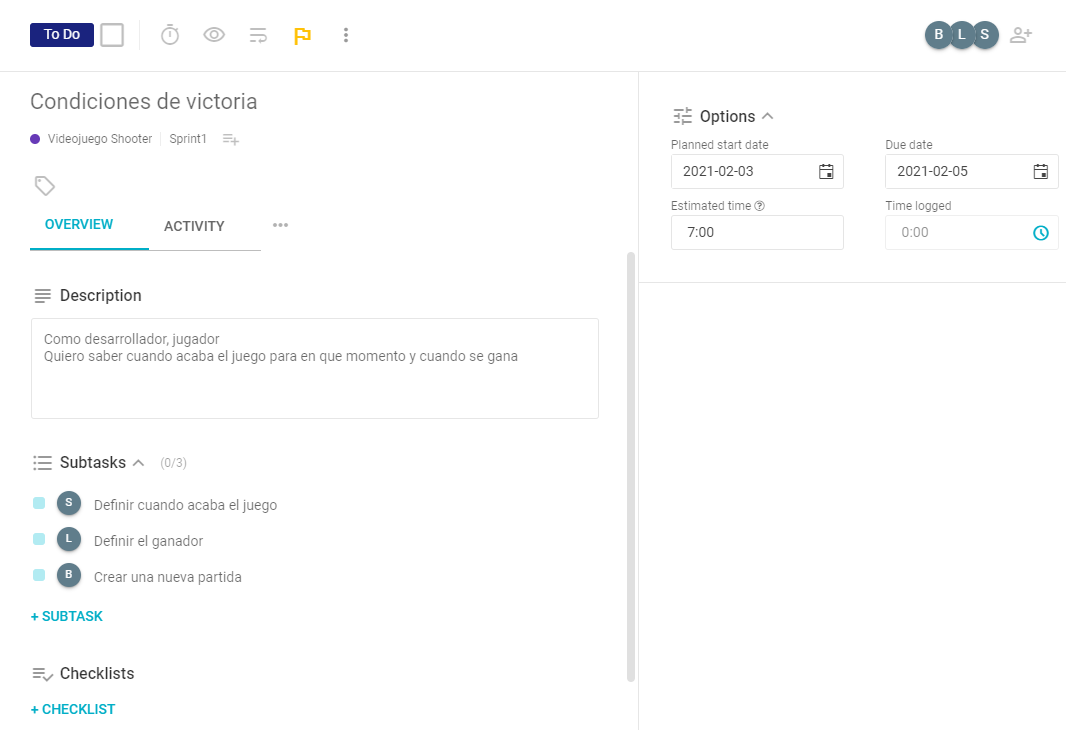 To Do
B L S
Condiciones de victoria
Videojuego Shooter Sprint1
OVERVIEW ACTIVITY
Description
Como desarrollador, jugador
Quiero saber cuando acaba el juego para en que momento y cuando se gana
Subtasks (0/3)
S Definir cuando acaba el juego
L Definir el ganador
B Crear una nueva partida
+ SUBTASK
Checklists
+ CHECKLIST
Options
Planned start date Due date
2021-02-03 2021-02-05
Estimated time Time logged
7:00 0:00